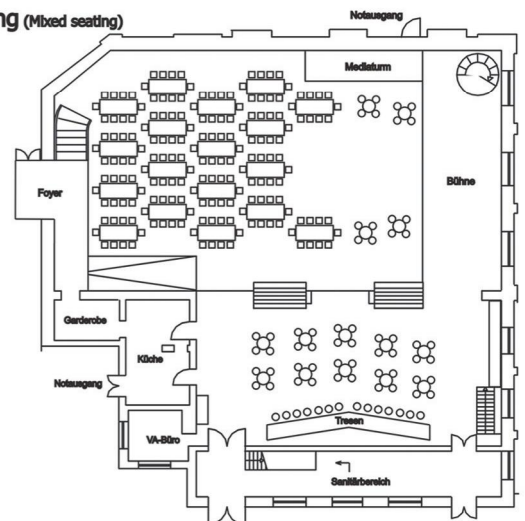 ng (Mixed seating)
Notausgang
Mediaturm
Bühne
Foyer
Garderobe
Küche
Notausgang
VA-Büro
Tresen
Sanitärbereich